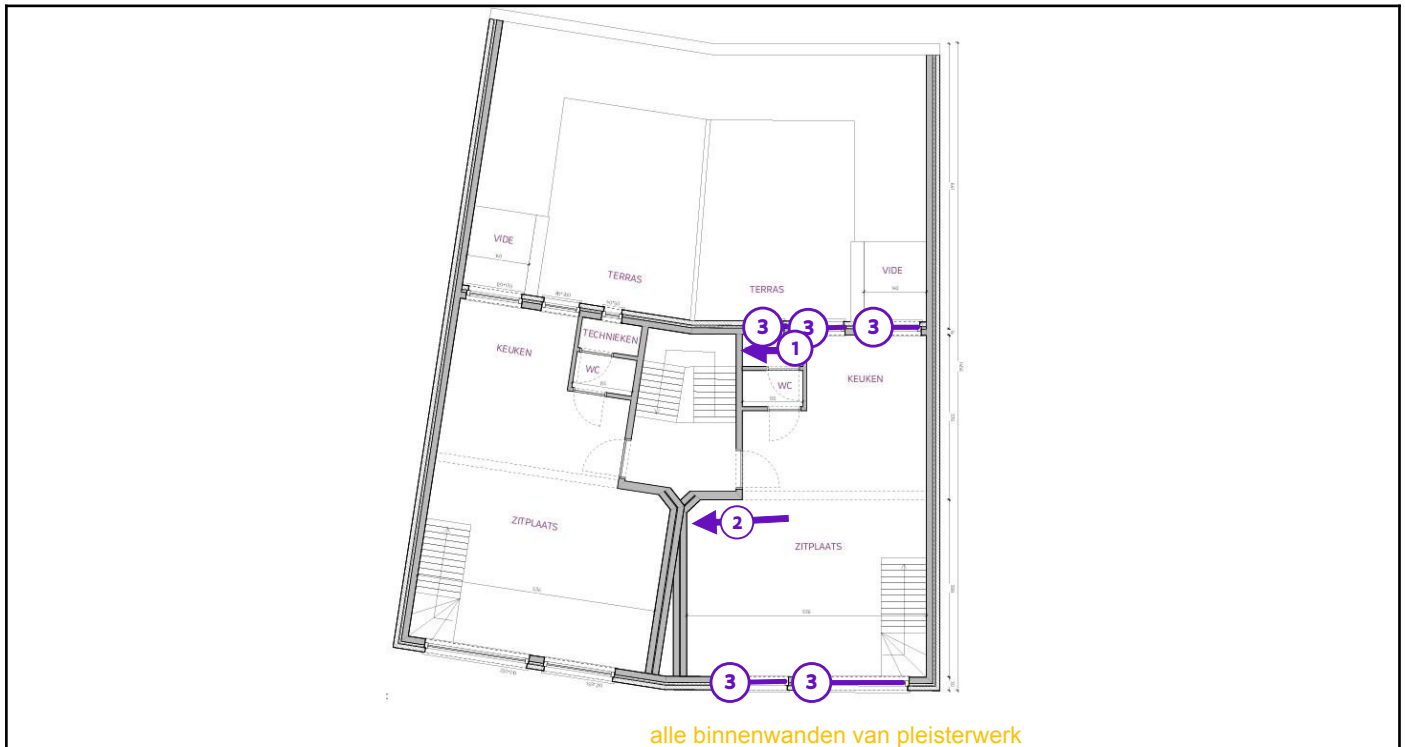 VIDE
TERRAS
TERRAS
VIDE
3
3
3
1
TECHNIEKEN
KEUKEN
WC
WC
KEUKEN
2
ZITPLAATS
ZITPLAATS
3
3
alle binnenwanden van pleisterwerk